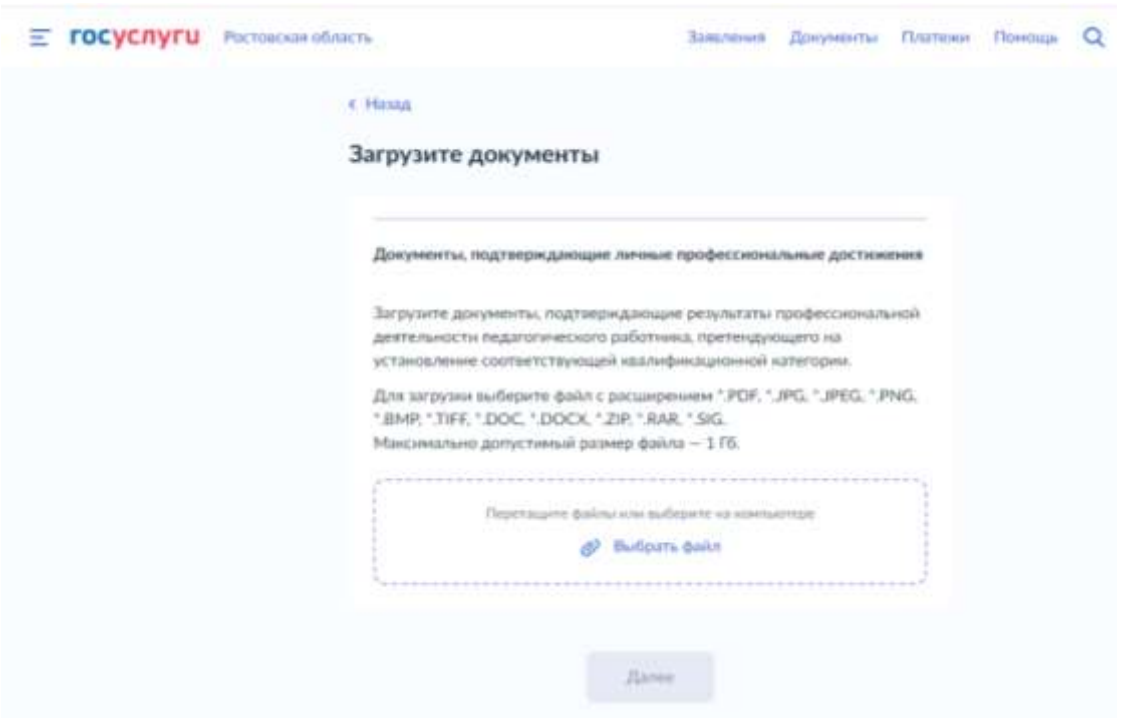 госуслуги Ростовская область Заявления Документы Платежи Помощь
Назад
Загрузите документы
Документы, подтверждающие личные профессиональные достижения
Загрузите документы, подтверждающие результаты профессиональной
деятельности педагогического работника, претендующего на
установление соответствующей квалификационной категории.
Для загрузки выберите файл с расширением *.PDF, *.JPG, *.JPEG, *.PNG,
*.BMP, *.TIFF, *.DOC, *.DOCX, *.ZIP, *.RAR, *.SIG.
Максимально допустимый размер файла — 1 Гб.
Перетащите файлы или выберите на компьютере
Выбрать файл
Далее